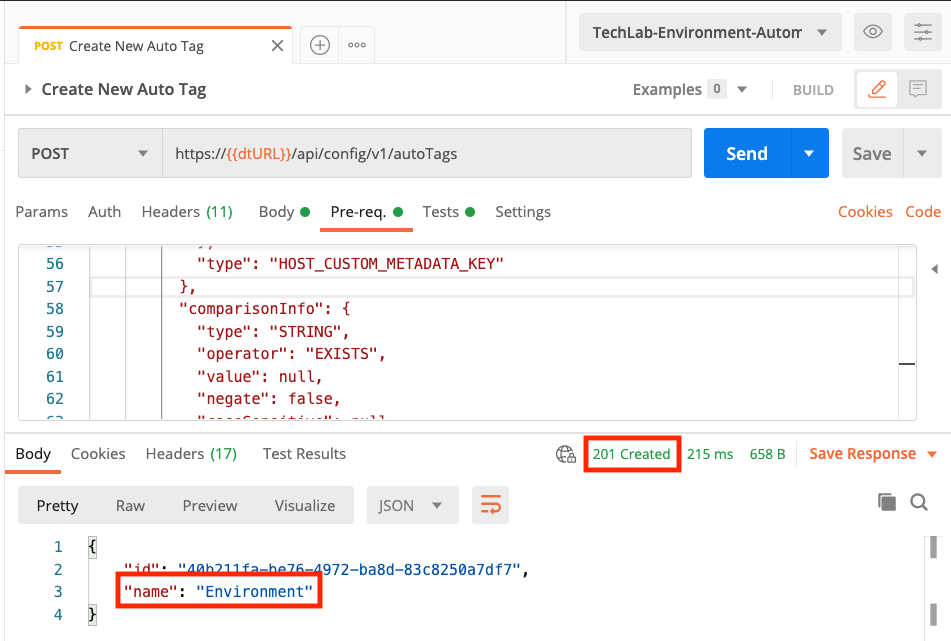 POST Create New Auto Tag
TechLab-Environment-Autom
Create New Auto Tag
Examples 0
BUILD
POST
https://{{dtURL}}/api/config/v1/autoTags
Send
Save
Params Auth Headers (11) Body Pre-req. Tests Settings
Cookies Code
56 "type": "HOST_CUSTOM_METADATA_KEY"
57 },
58 "comparisonInfo": {
59 "type": "STRING",
60 "operator": "EXISTS",
61 "value": null,
62 "negate": false,
Body Cookies Headers (17) Test Results
201 Created 215 ms 658 B Save Response
Pretty Raw Preview Visualize JSON
1 {
2 "id": "40b211fa-be76-4972-ba8d-83c8250a7df7",
3 "name": "Environment"
4 }